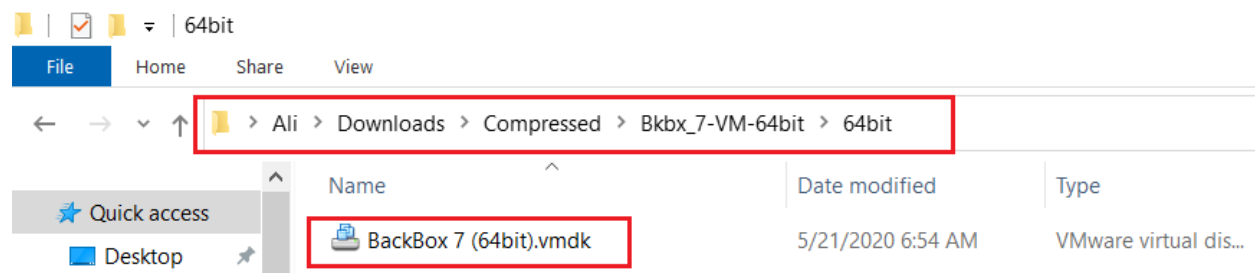 64bit
File Home Share View
Ali > Downloads > Compressed > Bkbx_7-VM-64bit > 64bit
Name Date modified Type
Quick access
BackBox 7 (64bit).vmdk 5/21/2020 6:54 AM VMware virtual dis...
Desktop